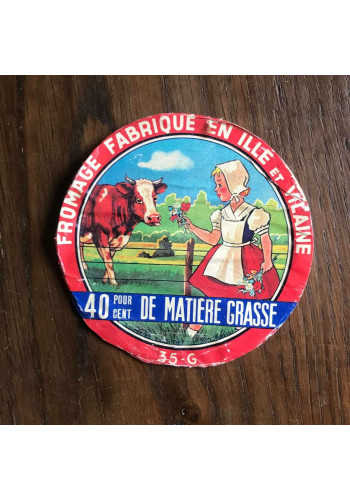 FROMAGE FABRIQUÉ EN ILLE ET VILAINE
40 POUR CENT DE MATIÈRE GRASSE
35-G